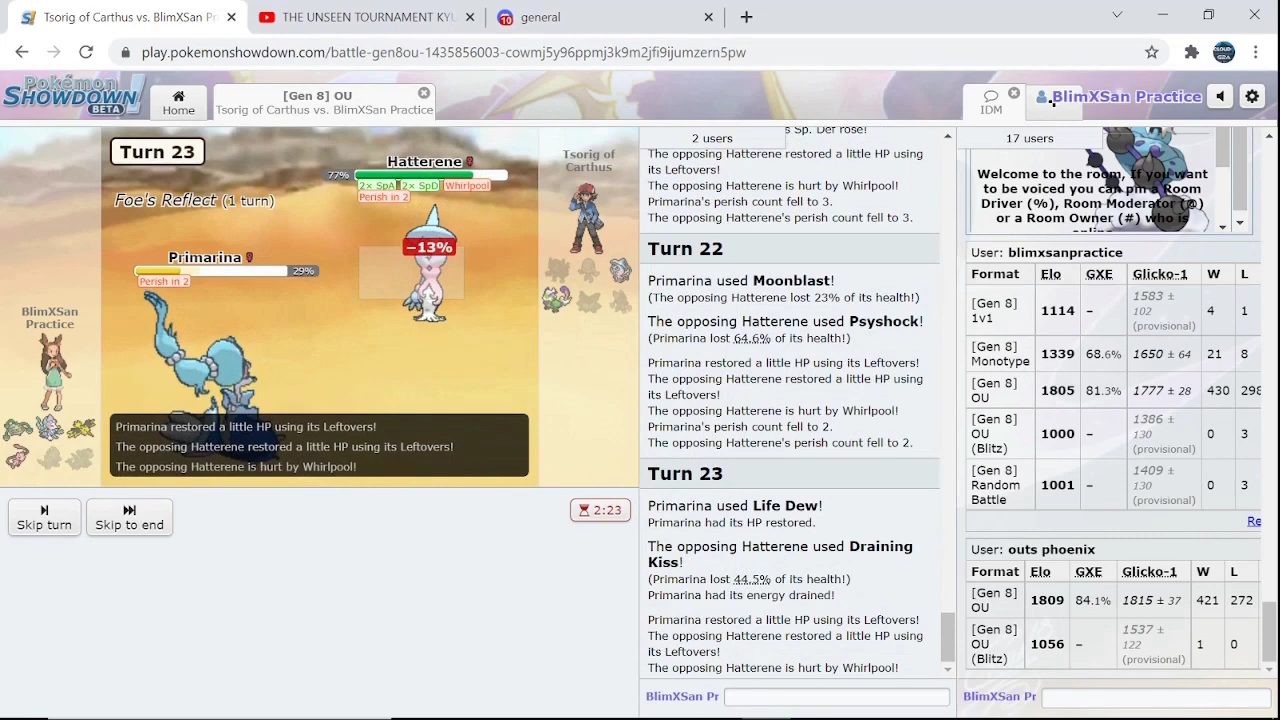 Tsorig of Carthus vs. BlimXSan Pr
THE UNSEEN TOURNAMENT KYU
10
general
play.pokemonshowdown.com/battle-gen8ou-1435856003-cowmj5y96ppmj3k9m2jfi9ijumzern5pw
Pokémon
SHOWDOWN!
BETA
Home
[Gen 8] OU
Tsorig of Carthus vs. BlimXSan Practice
IDM
BlimXSan Practice
Turn 23
Foe's Reflect (1 turn)
Hatterene
77%
2× SpA 2× SpD Whirlpool
Perish in 2
−13%
Primarina
29%
Perish in 2
Tsorig of
Carthus
BlimXSan
Practice
Primarina restored a little HP using its Leftovers!
The opposing Hatterene restored a little HP using its Leftovers!
The opposing Hatterene is hurt by Whirlpool!
Skip turn
Skip to end
2:23
2 users
s Sp. Def rose!
The opposing Hatterene restored a little HP using
its Leftovers!
The opposing Hatterene is hurt by Whirlpool!
Primarina's perish count fell to 3.
The opposing Hatterene's perish count fell to 3.
Turn 22
Primarina used Moonblast!
(The opposing Hatterene lost 23% of its health!)
The opposing Hatterene used Psyshock!
(Primarina lost 64.6% of its health!)
Primarina restored a little HP using its Leftovers!
The opposing Hatterene restored a little HP using
its Leftovers!
The opposing Hatterene is hurt by Whirlpool!
Primarina's perish count fell to 2.
The opposing Hatterene's perish count fell to 2.
Turn 23
Primarina used Life Dew!
Primarina had its HP restored.
The opposing Hatterene used Draining
Kiss!
(Primarina lost 44.5% of its health!)
Primarina had its energy drained!
Primarina restored a little HP using its Leftovers!
The opposing Hatterene restored a little HP using
its Leftovers!
The opposing Hatterene is hurt by Whirlpool!
BlimXSan Pr
17 users
Welcome to the room, If you want
to be voiced you can pm a Room
Driver (%), Room Moderator (@)
or a Room Owner (#) who is
online
User: blimxsanpractice
Format Elo GXE Glicko-1 W L
[Gen 8] 1v1 1114 – 1583 ± 102 (provisional) 4 1
[Gen 8] Monotype 1339 68.6% 1650 ± 64 21 8
[Gen 8] OU 1805 81.3% 1777 ± 28 430 298
[Gen 8] OU (Blitz) 1000 – 1386 ± 130 (provisional) 0 3
[Gen 8] Random Battle 1001 – 1409 ± 130 (provisional) 0 3
Re
User: outs phoenix
Format Elo GXE Glicko-1 W L
[Gen 8] OU 1809 84.1% 1815 ± 37 421 272
[Gen 8] OU (Blitz) 1056 – 1537 ± 122 (provisional) 1 0
BlimXSan Pr